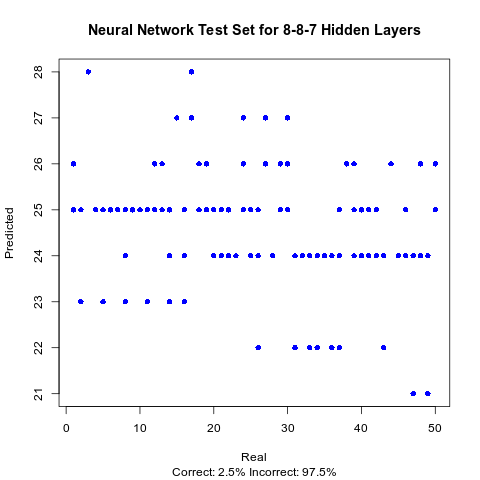 Neural Network Test Set for 8-8-7 Hidden Layers
28
27
26
25
24
23
22
21
Predicted
0 10 20 30 40 50
Real
Correct: 2.5% Incorrect: 97.5%